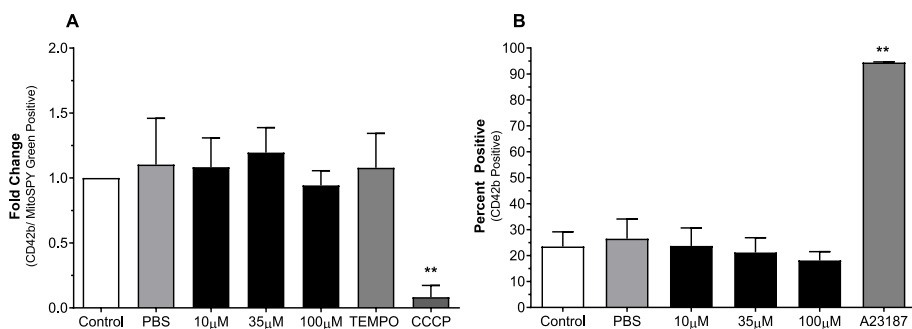 A
Fold Change
(CD42b/ MitoSPY Green Positive)
2.0
1.5
1.0
0.5
0.0
**
Control PBS 10µM 35µM 100µM TEMPO CCCP
B
Percent Positive
(CD42b Positive)
100
90
80
70
60
50
40
30
20
10
0
**
Control PBS 10µM 35µM 100µM A23187